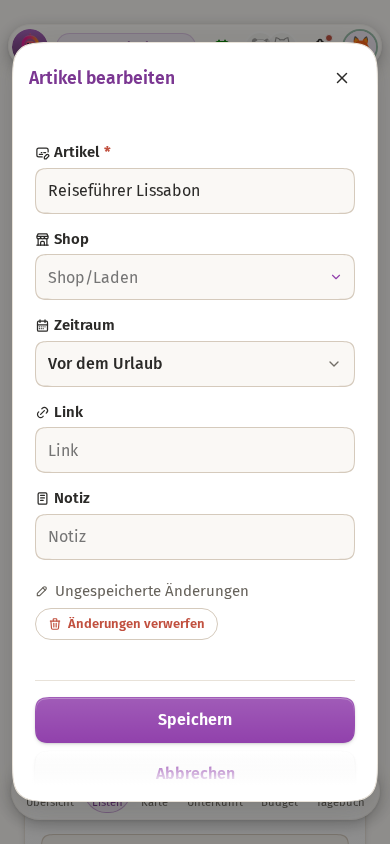 Artikel bearbeiten
Artikel *
Reiseführer Lissabon
Shop
Shop/Laden
Zeitraum
Vor dem Urlaub
Link
Link
Notiz
Notiz
Ungespeicherte Änderungen
Änderungen verwerfen
Speichern
Abbrechen
Übersicht Listen Karte Unterkunft Budget Tagebuch